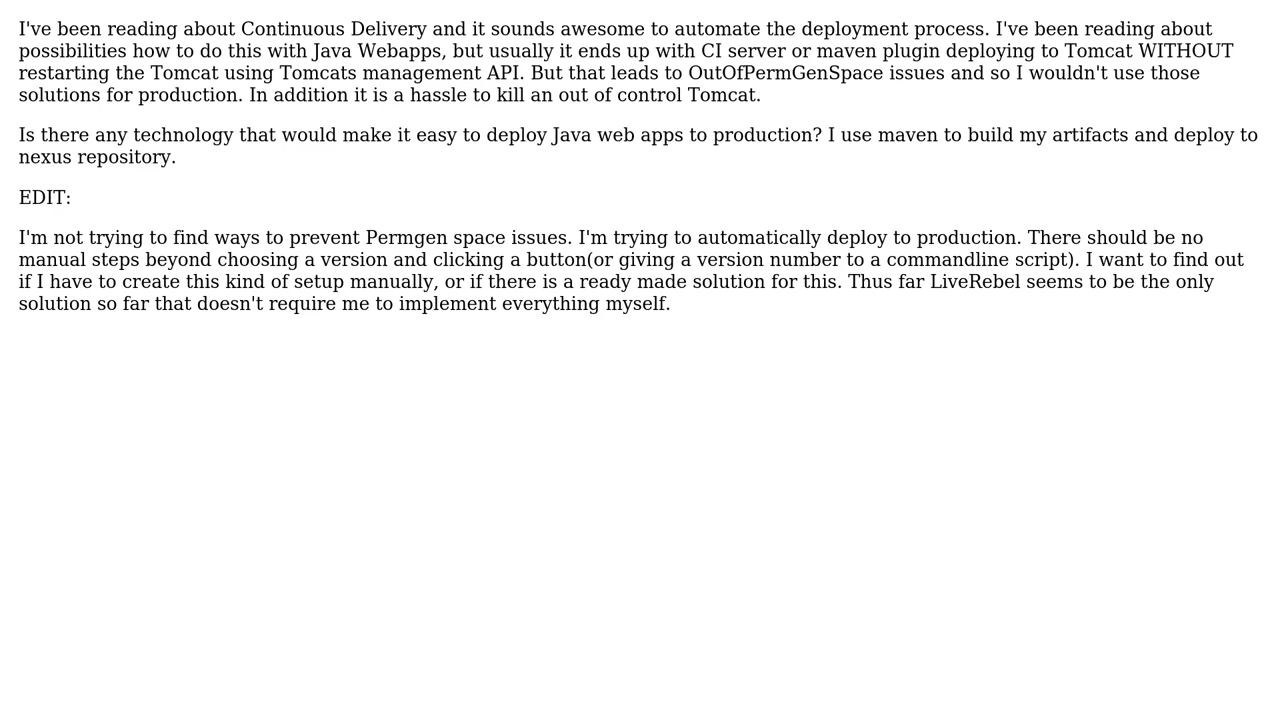 I've been reading about Continuous Delivery and it sounds awesome to automate the deployment process. I've been reading about
possibilities how to do this with Java Webapps, but usually it ends up with CI server or maven plugin deploying to Tomcat WITHOUT
restarting the Tomcat using Tomcats management API. But that leads to OutOfPermGenSpace issues and so I wouldn't use those
solutions for production. In addition it is a hassle to kill an out of control Tomcat.
Is there any technology that would make it easy to deploy Java web apps to production? I use maven to build my artifacts and deploy to
nexus repository.
EDIT:
I'm not trying to find ways to prevent Permgen space issues. I'm trying to automatically deploy to production. There should be no
manual steps beyond choosing a version and clicking a button(or giving a version number to a commandline script). I want to find out
if I have to create this kind of setup manually, or if there is a ready made solution for this. Thus far LiveRebel seems to be the only
solution so far that doesn't require me to implement everything myself.